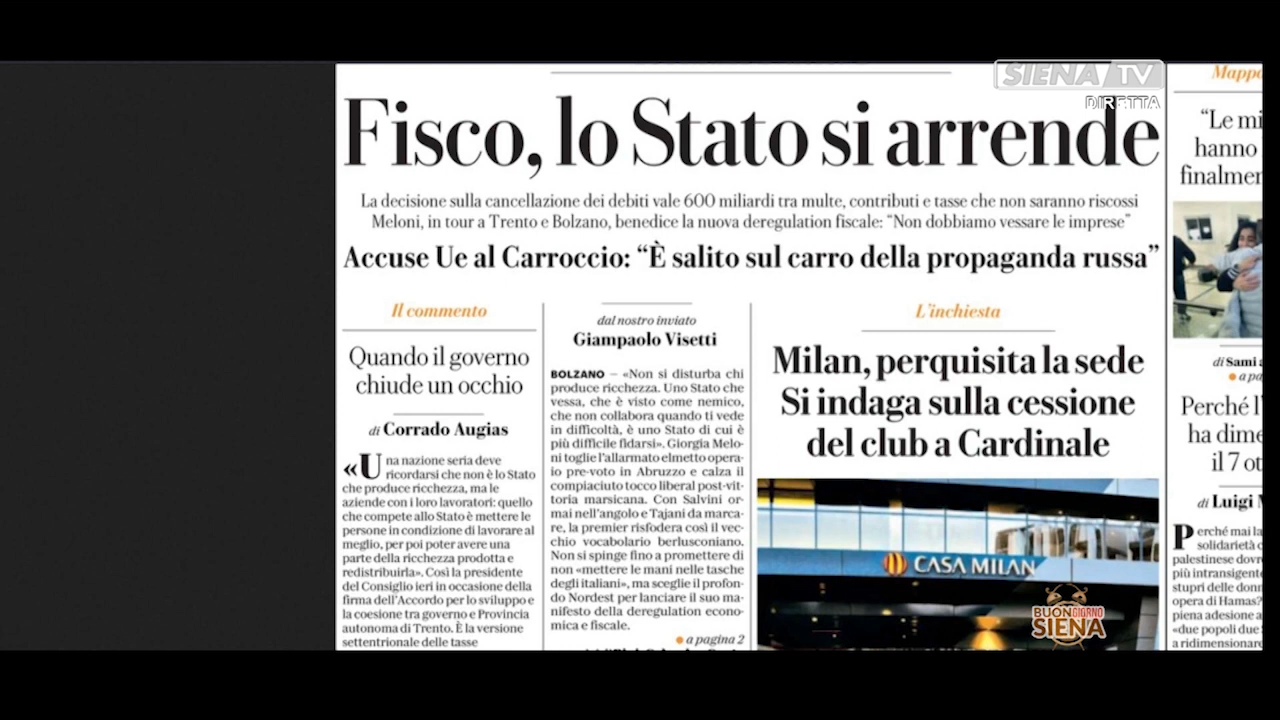 SIENA TV
DIRETTA
Fisco, lo Stato si arrende
La decisione sulla cancellazione dei debiti vale 600 miliardi tra multe, contributi e tasse che non saranno riscossi
Meloni, in tour a Trento e Bolzano, benedice la nuova deregulation fiscale: “Non dobbiamo vessare le imprese”
Accuse Ue al Carroccio: “È salito sul carro della propaganda russa”
Il commento
Quando il governo
chiude un occhio
di Corrado Augias
«Una nazione seria deve
ricordarsi che non è lo Stato
che produce ricchezza, ma le
aziende con i loro lavoratori: quello
che compete allo Stato è mettere le
persone in condizione di lavorare al
meglio, per poi poter avere una
parte della ricchezza prodotta e
redistribuirla». Così la presidente
del Consiglio ieri in occasione della
firma dell'Accordo per lo sviluppo e
la coesione tra governo e Provincia
autonoma di Trento. È la versione
settentrionale delle tasse
dal nostro inviato
Giampaolo Visetti
BOLZANO – «Non si disturba chi
produce ricchezza. Uno Stato che
vessa, che è visto come nemico,
che non collabora quando ti vede
in difficoltà, è uno Stato di cui è
più difficile fidarsi». Giorgia Melo-
ni toglie l'allarmato elmetto opera-
io pre-voto in Abruzzo e calza il
compiaciuto tocco liberal post-vit-
toria marsicana. Con Salvini or-
mai nell'angolo e Tajani da marca-
re, la premier risfodera così il vec-
chio vocabolario berlusconiano.
Non si spinge fino a promettere di
non «mettere le mani nelle tasche
degli italiani», ma sceglie il profon-
do Nordest per lanciare il suo ma-
nifesto della deregulation econo-
mica e fiscale.
a pagina 2
L'inchiesta
Milan, perquisita la sede
Si indaga sulla cessione
del club a Cardinale
CASA MILAN
BUONGIORNO
SIENA
Mappo
“Le mi
hanno
finalmen
di Sami
a pa
Perché l'
ha dime
il 7 ot
di Luigi
Perché mai la
solidarietà
palestinese dovr
più intransigente
stupri delle donn
opera di Hamas?
piena adesione a
«due popoli due
a ridimensionare